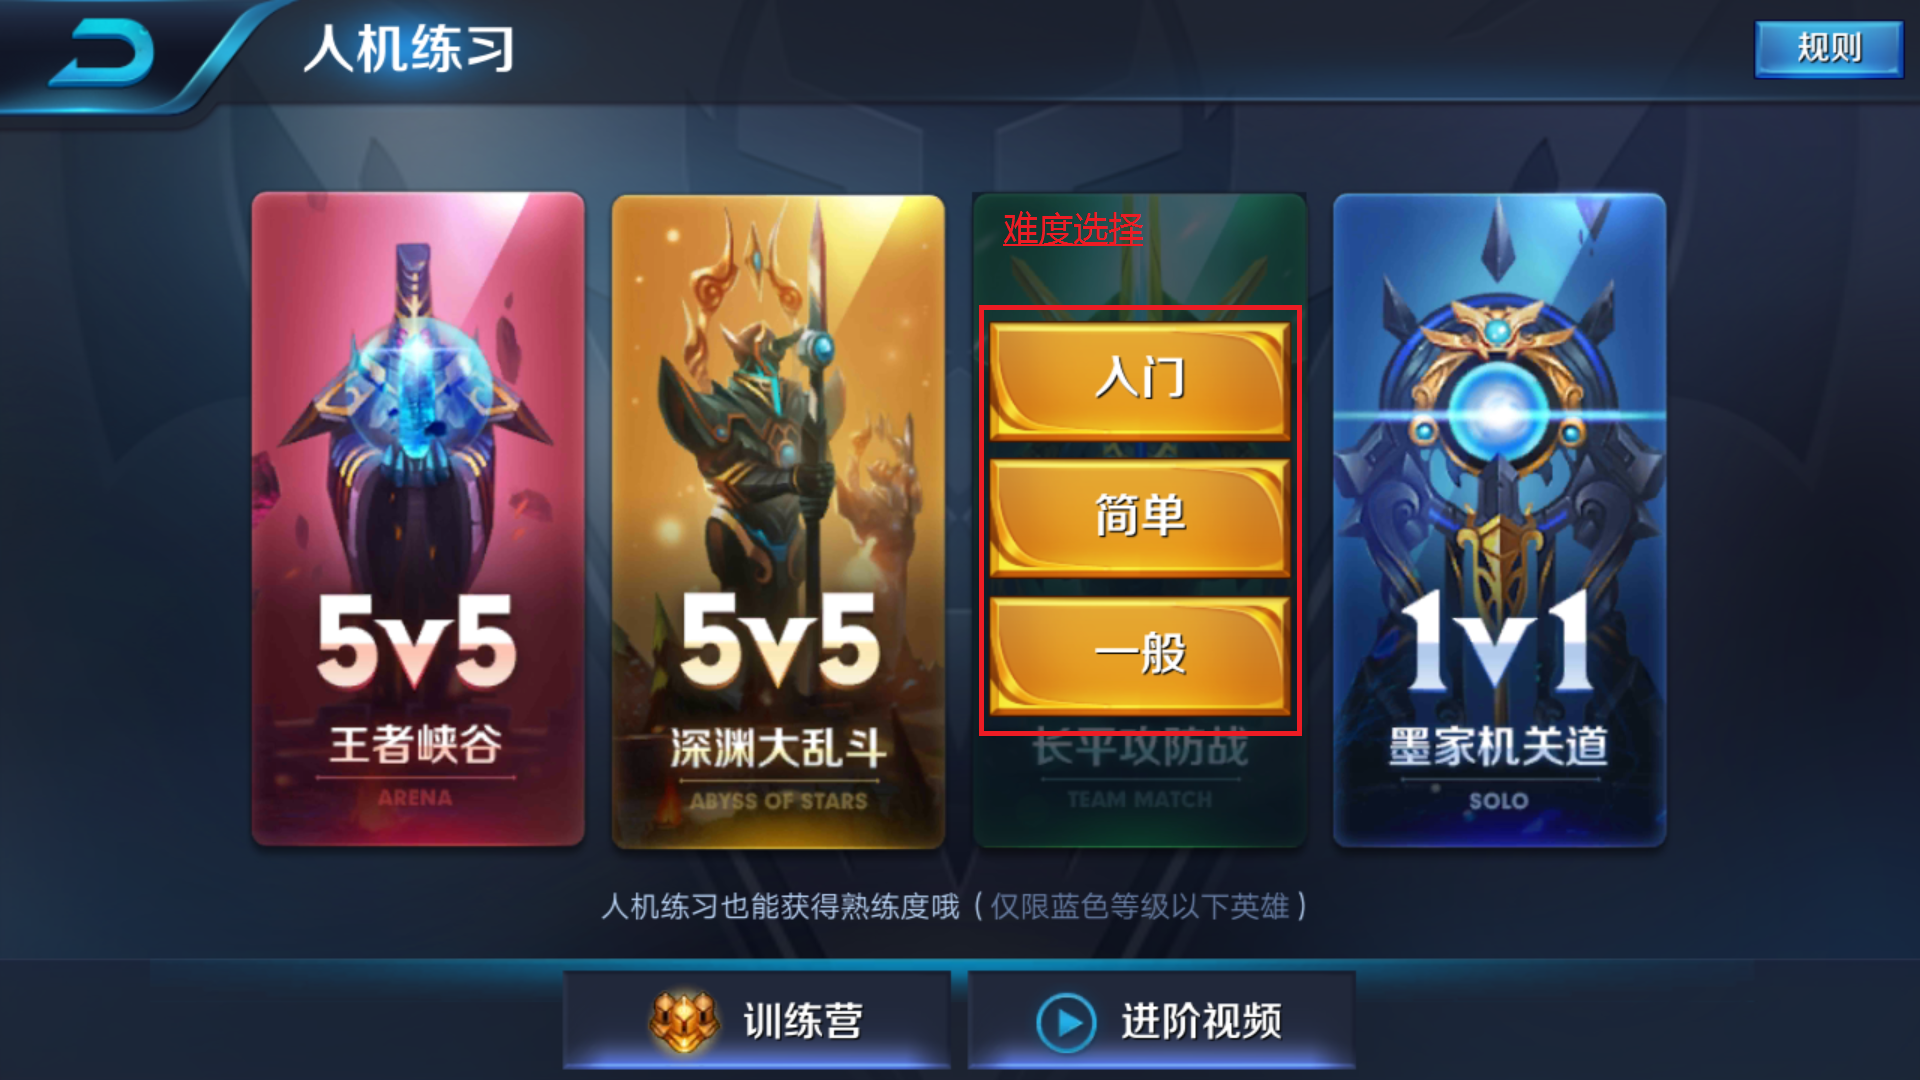 人机练习
规则
5v5
王者峡谷
ARENA
5v5
深渊大乱斗
ABYSS OF STARS
难度选择
入门
简单
一般
长平攻防战
TEAM MATCH
1v1
墨家机关道
SOLO
人机练习也能获得熟练度哦（仅限蓝色等级以下英雄）
训练营
进阶视频